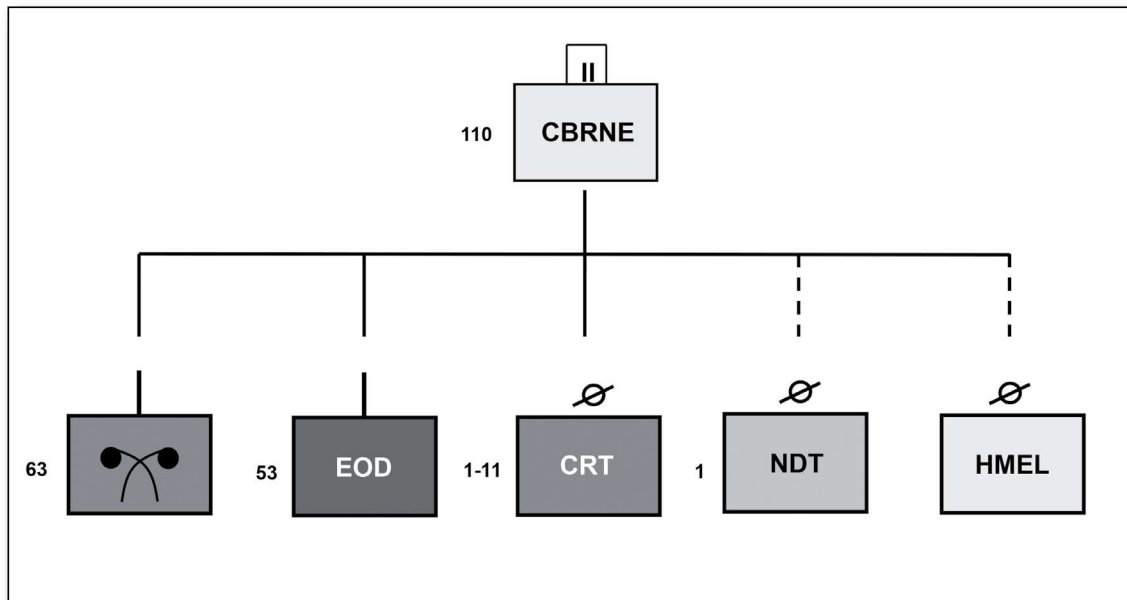 II
110
CBRNE
63
53
EOD
1-11
CRT
1
NDT
HMEL